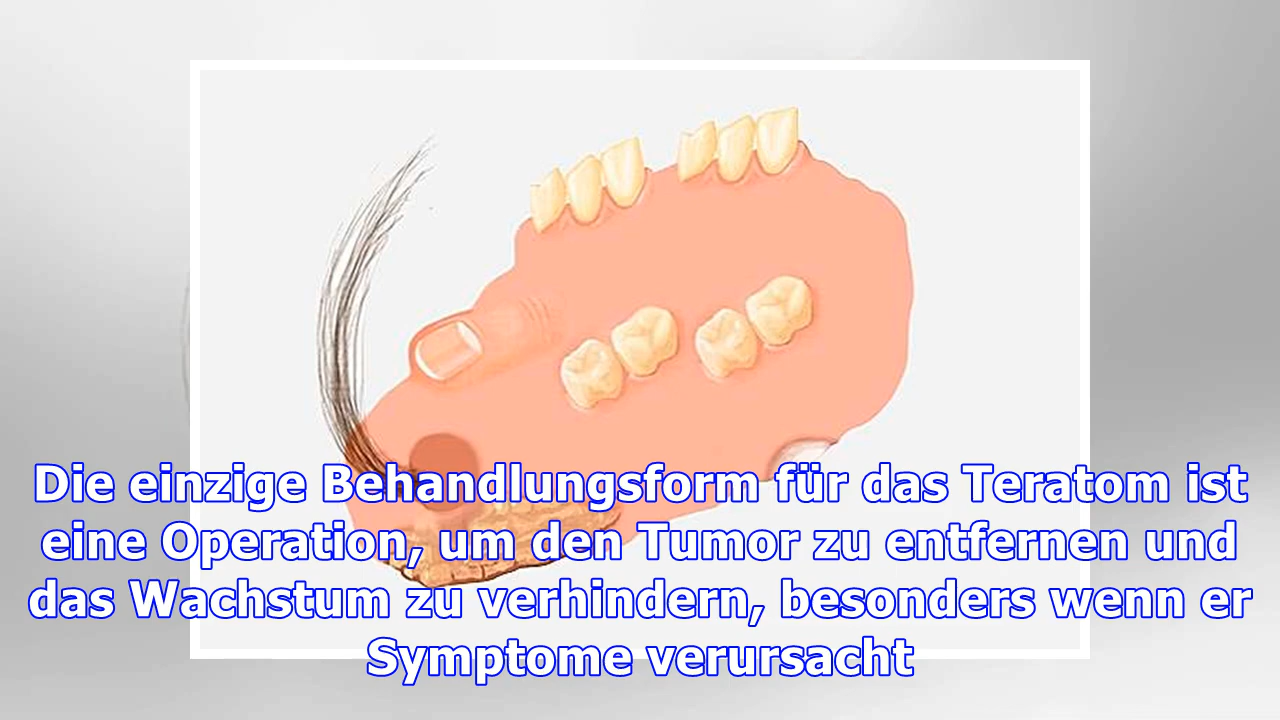 Die einzige Behandlungsform für das Teratom ist
eine Operation, um den Tumor zu entfernen und
das Wachstum zu verhindern, besonders wenn er
Symptome verursacht